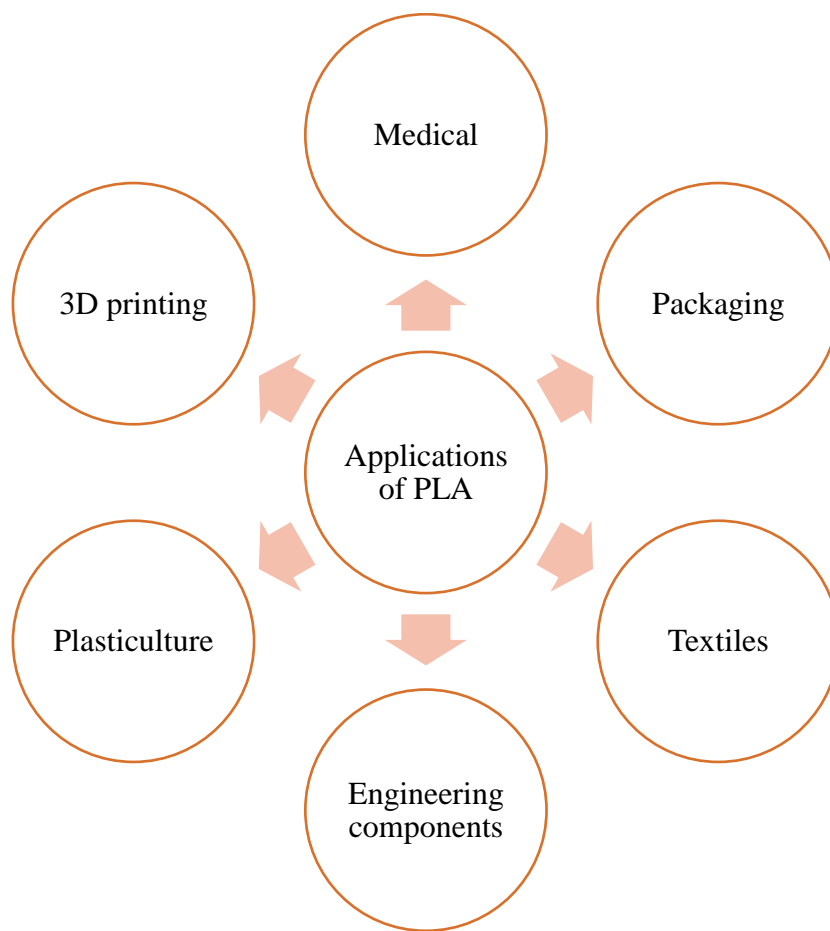 Medical
3D printing
Packaging
Applications
of PLA
Plasticulture
Textiles
Engineering
components